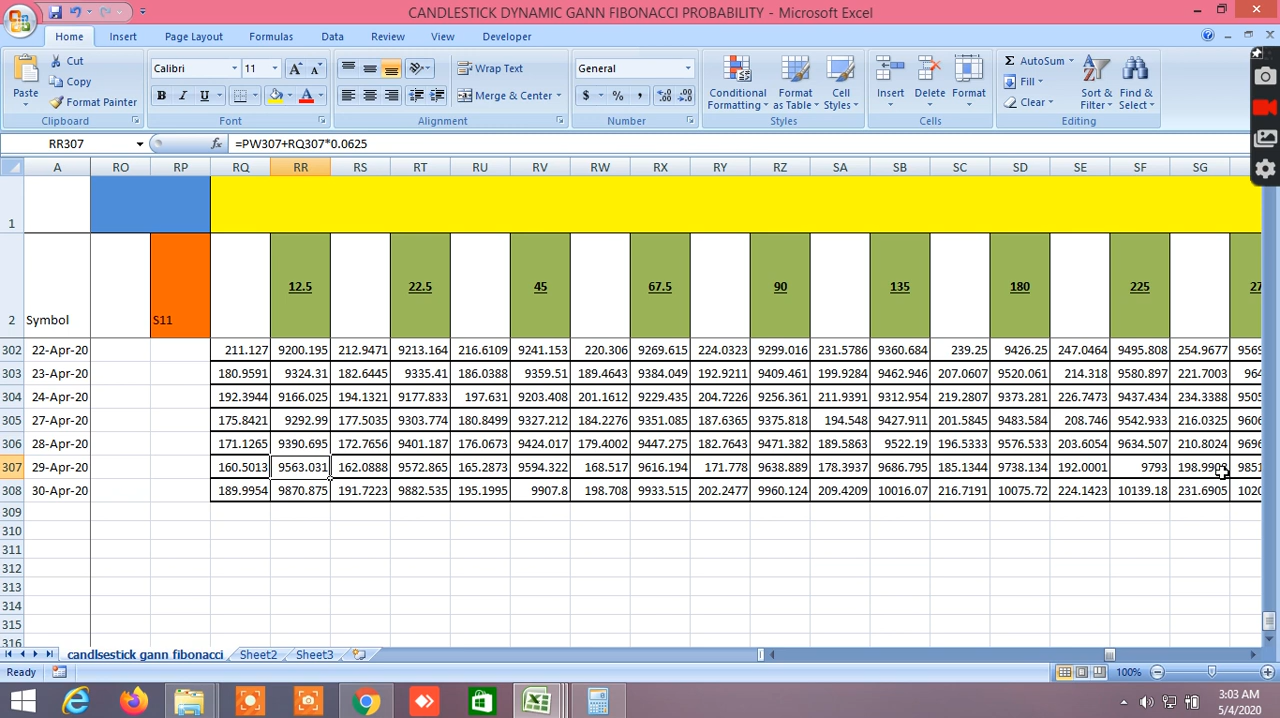 CANDLESTICK DYNAMIC GANN FIBONACCI PROBABILITY - Microsoft Excel
Home Insert Page Layout Formulas Data Review View Developer
Paste Cut Copy Format Painter Clipboard
Calibri 11 A A B I U A Font
Wrap Text Merge & Center Alignment
General $ % , Number
Conditional Formatting Format as Table Cell Styles Styles
Insert Delete Format Cells
Σ AutoSum Fill Clear Sort & Filter Find & Select Editing
RR307 fx =PW307+RQ307*0.0625
A RO RP RQ RR RS RT RU RV RW RX RY RZ SA SB SC SD SE SF SG
1
2 Symbol S11 12.5 22.5 45 67.5 90 135 180 225 27
302 22-Apr-20 211.127 9200.195 212.9471 9213.164 216.6109 9241.153 220.306 9269.615 224.0323 9299.016 231.5786 9360.684 239.25 9426.25 247.0464 9495.808 254.9677 9569
303 23-Apr-20 180.9591 9324.31 182.6445 9335.41 186.0388 9359.51 189.4643 9384.049 192.9211 9409.461 199.9284 9462.946 207.0607 9520.061 214.318 9580.897 221.7003 964
304 24-Apr-20 192.3944 9166.025 194.1321 9177.833 197.631 9203.408 201.1612 9229.435 204.7226 9256.361 211.9391 9312.954 219.2807 9373.281 226.7473 9437.434 234.3388 9505
305 27-Apr-20 175.8421 9292.99 177.5035 9303.774 180.8499 9327.212 184.2276 9351.085 187.6365 9375.818 194.548 9427.911 201.5845 9483.584 208.746 9542.933 216.0325 9606
306 28-Apr-20 171.1265 9390.695 172.7656 9401.187 176.0673 9424.017 179.4002 9447.275 182.7643 9471.382 189.5863 9522.19 196.5333 9576.533 203.6054 9634.507 210.8024 9696
307 29-Apr-20 160.5013 9563.031 162.0888 9572.865 165.2873 9594.322 168.517 9616.194 171.778 9638.889 178.3937 9686.795 185.1344 9738.134 192.0001 9793 9851
308 30-Apr-20 189.9954 9870.875 191.7223 9882.535 195.1995 9907.8 198.708 9933.515 202.2477 9960.124 209.4209 10016.07 216.7191 10075.72 224.1423 10139.18 231.6905 1020
309
310
311
312
313
314
315
316
candlsestick gann fibonacci Sheet2 Sheet3
Ready 100%
3:03 AM
5/4/2020